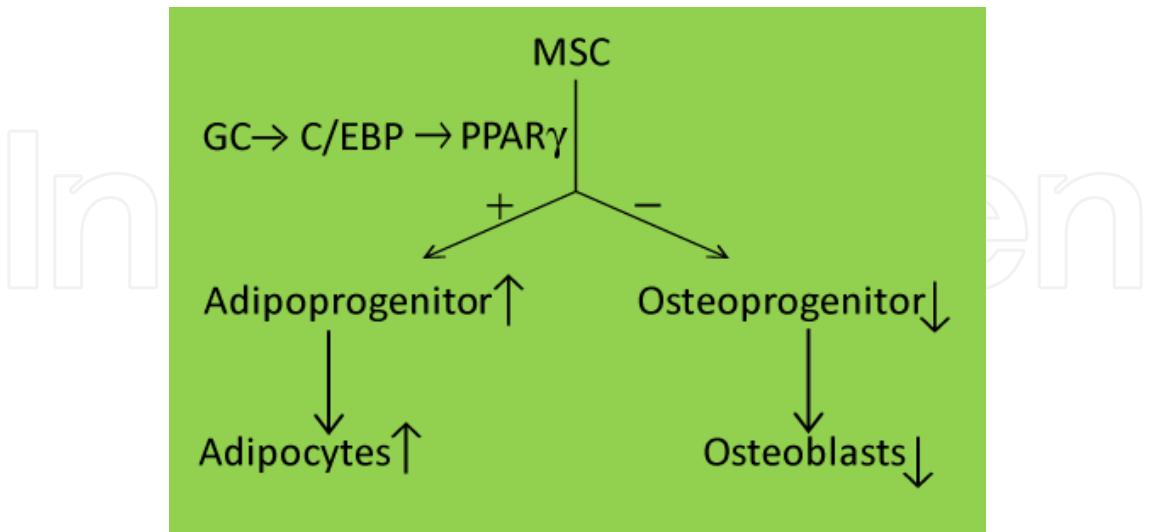 MSC
GC→ C/EBP → PPARγ
+ −
Adipoprogenitor↑ Osteoprogenitor↓
Adipocytes↑ Osteoblasts↓